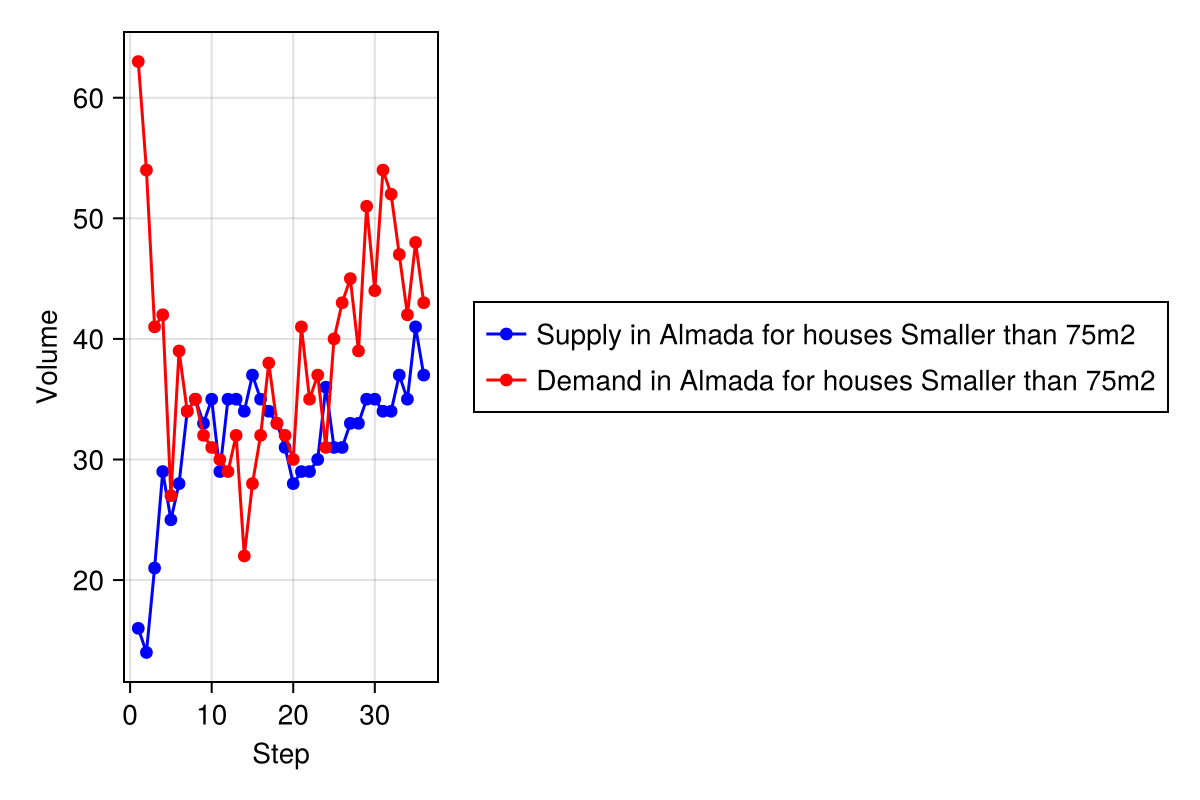 60
50
40
30
20
Volume
0 10 20 30
Step
Supply in Almada for houses Smaller than 75m2
Demand in Almada for houses Smaller than 75m2